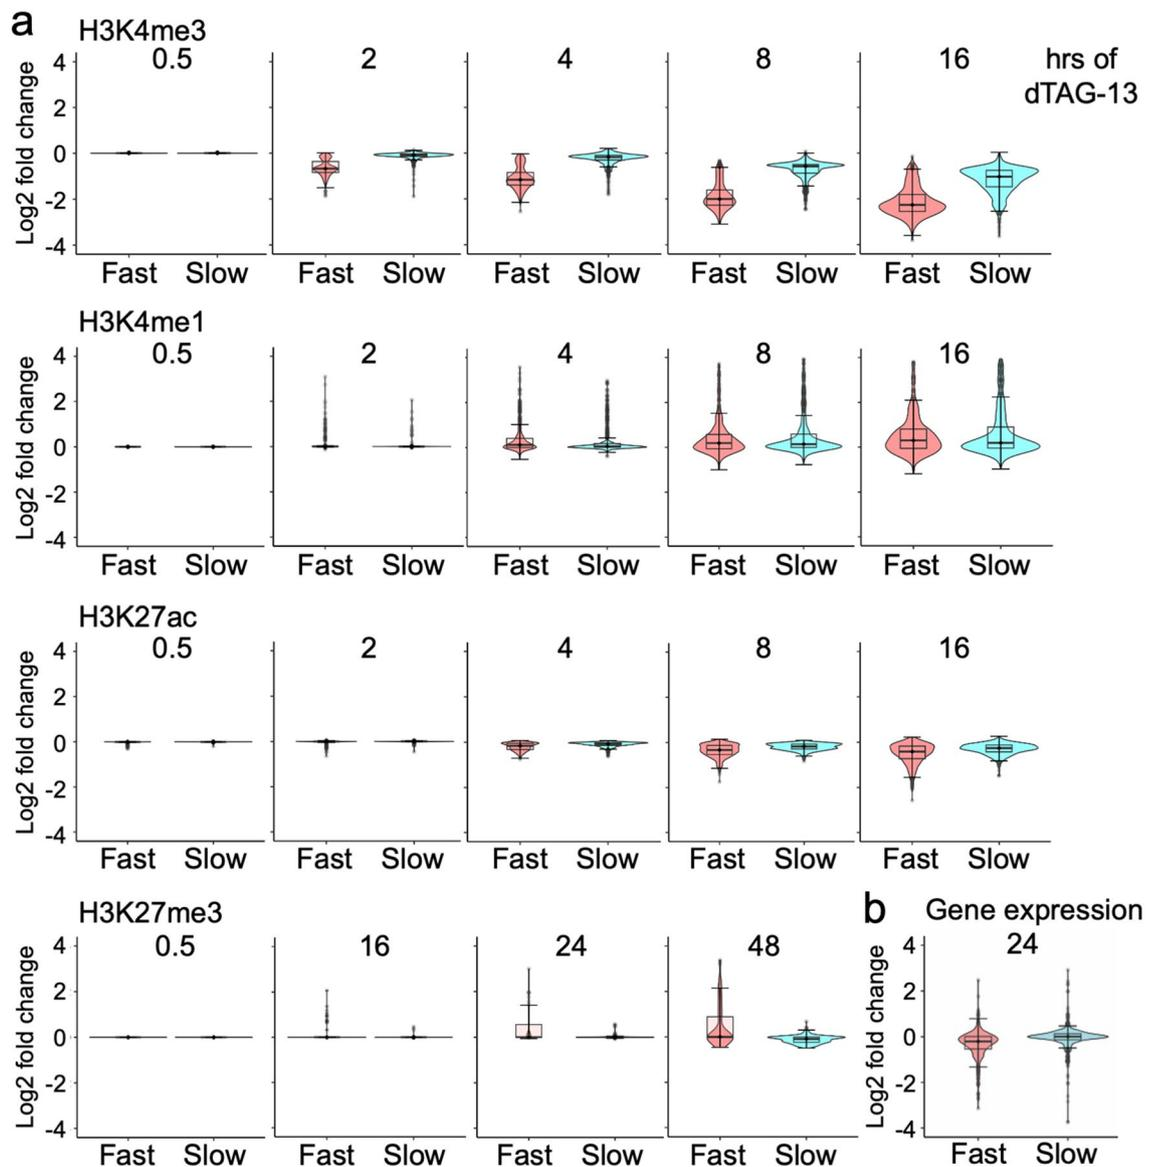 a
H3K4me3
0.5 2 4 8 16 hrs of
dTAG-13
Log2 fold change
4
2
0
-2
-4
Fast Slow Fast Slow Fast Slow Fast Slow Fast Slow
H3K4me1
0.5 2 4 8 16
Log2 fold change
4
2
0
-2
-4
Fast Slow Fast Slow Fast Slow Fast Slow Fast Slow
H3K27ac
0.5 2 4 8 16
Log2 fold change
4
2
0
-2
-4
Fast Slow Fast Slow Fast Slow Fast Slow Fast Slow
H3K27me3
0.5 16 24 48
Log2 fold change
4
2
0
-2
-4
Fast Slow Fast Slow Fast Slow Fast Slow
b Gene expression
24
Log2 fold change
4
2
0
-2
-4
Fast Slow